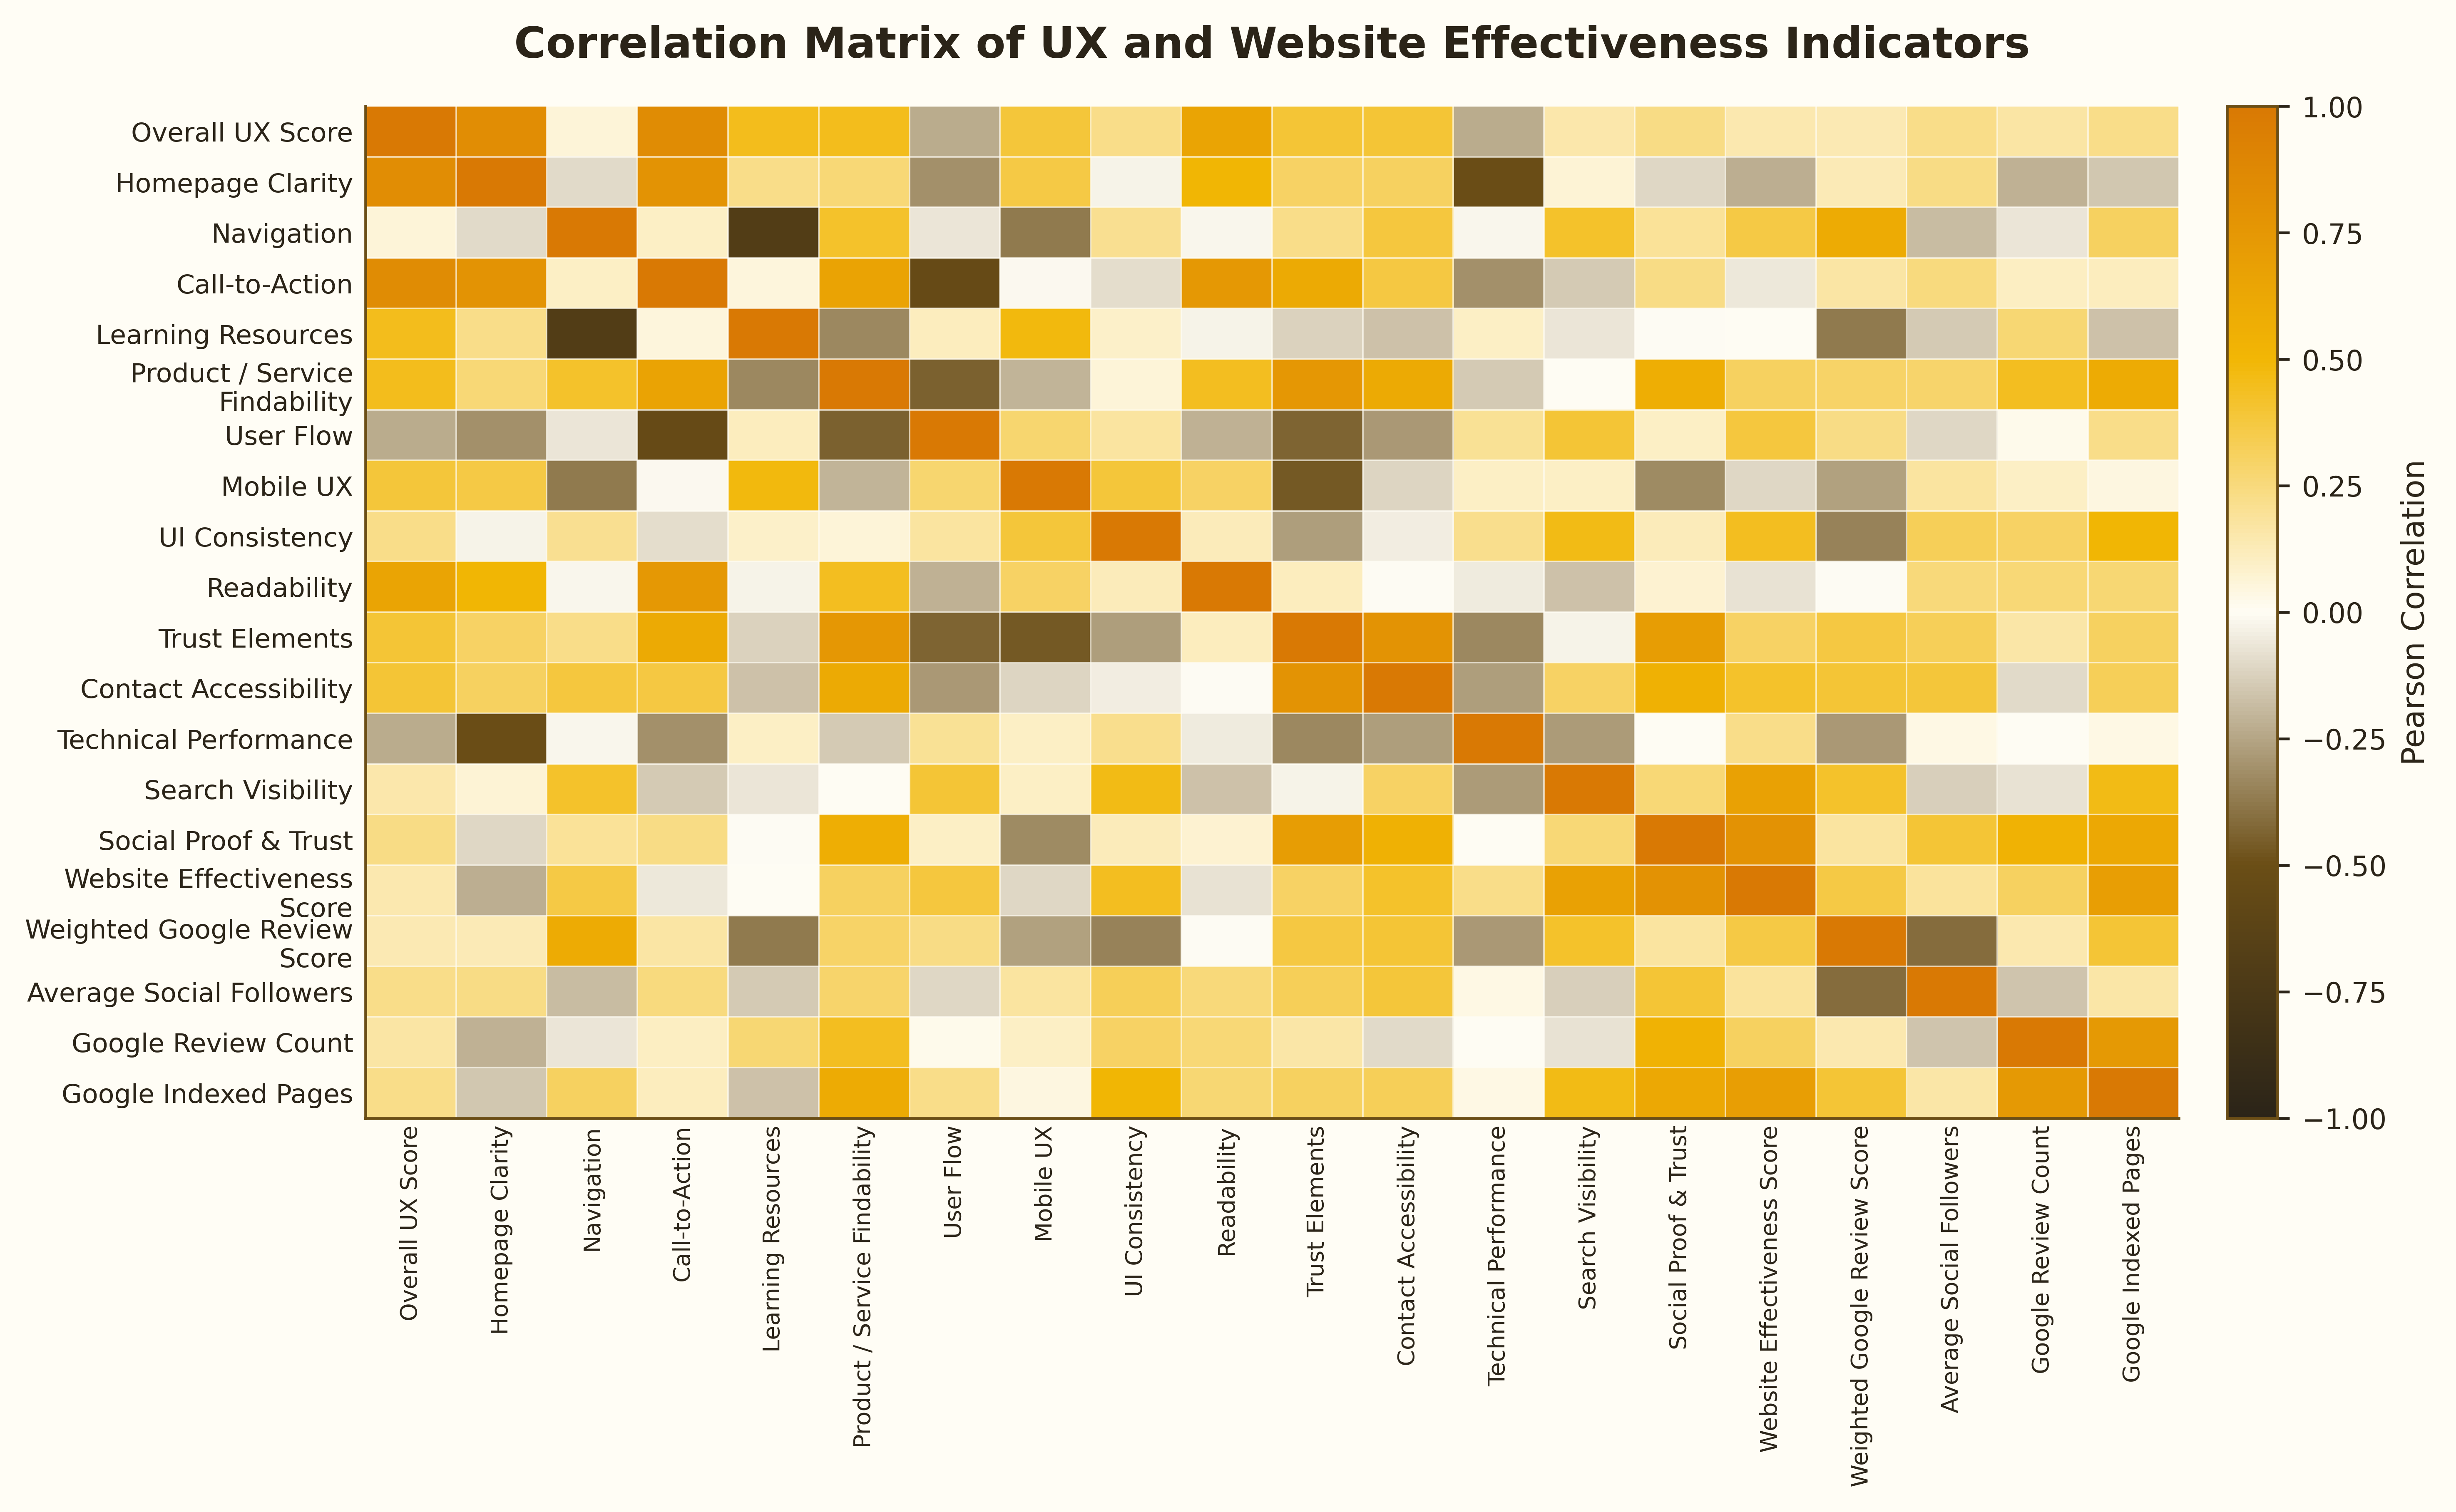 Correlation Matrix of UX and Website Effectiveness Indicators
Overall UX Score
Homepage Clarity
Navigation
Call-to-Action
Learning Resources
Product / Service
Findability
User Flow
Mobile UX
UI Consistency
Readability
Trust Elements
Contact Accessibility
Technical Performance
Search Visibility
Social Proof & Trust
Website Effectiveness
Score
Weighted Google Review
Score
Average Social Followers
Google Review Count
Google Indexed Pages
Overall UX Score
Homepage Clarity
Navigation
Call-to-Action
Learning Resources
Product / Service Findability
User Flow
Mobile UX
UI Consistency
Readability
Trust Elements
Contact Accessibility
Technical Performance
Search Visibility
Social Proof & Trust
Website Effectiveness Score
Weighted Google Review Score
Average Social Followers
Google Review Count
Google Indexed Pages
1.00
0.75
0.50
0.25
0.00
−0.25
−0.50
−0.75
−1.00
Pearson Correlation